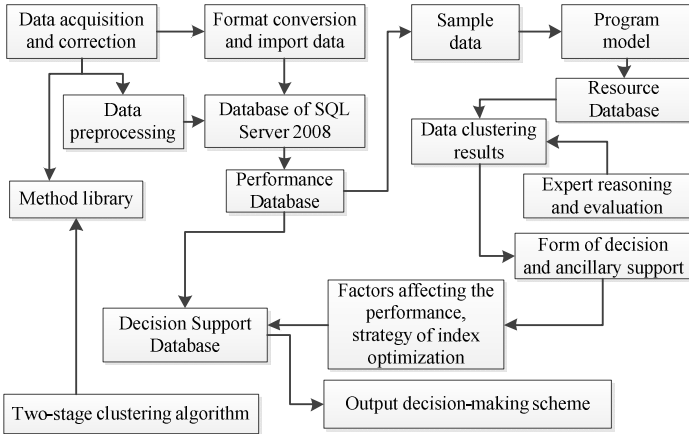 Data acquisition
and correction
Format conversion
and import data
Sample
data
Program
model
Data
preprocessing
Database of SQL
Server 2008
Resource
Database
Data clustering
results
Method library
Performance
Database
Expert reasoning
and evaluation
Form of decision
and ancillary support
Decision Support
Database
Factors affecting the
performance,
strategy of index
optimization
Two-stage clustering algorithm
Output decision-making scheme